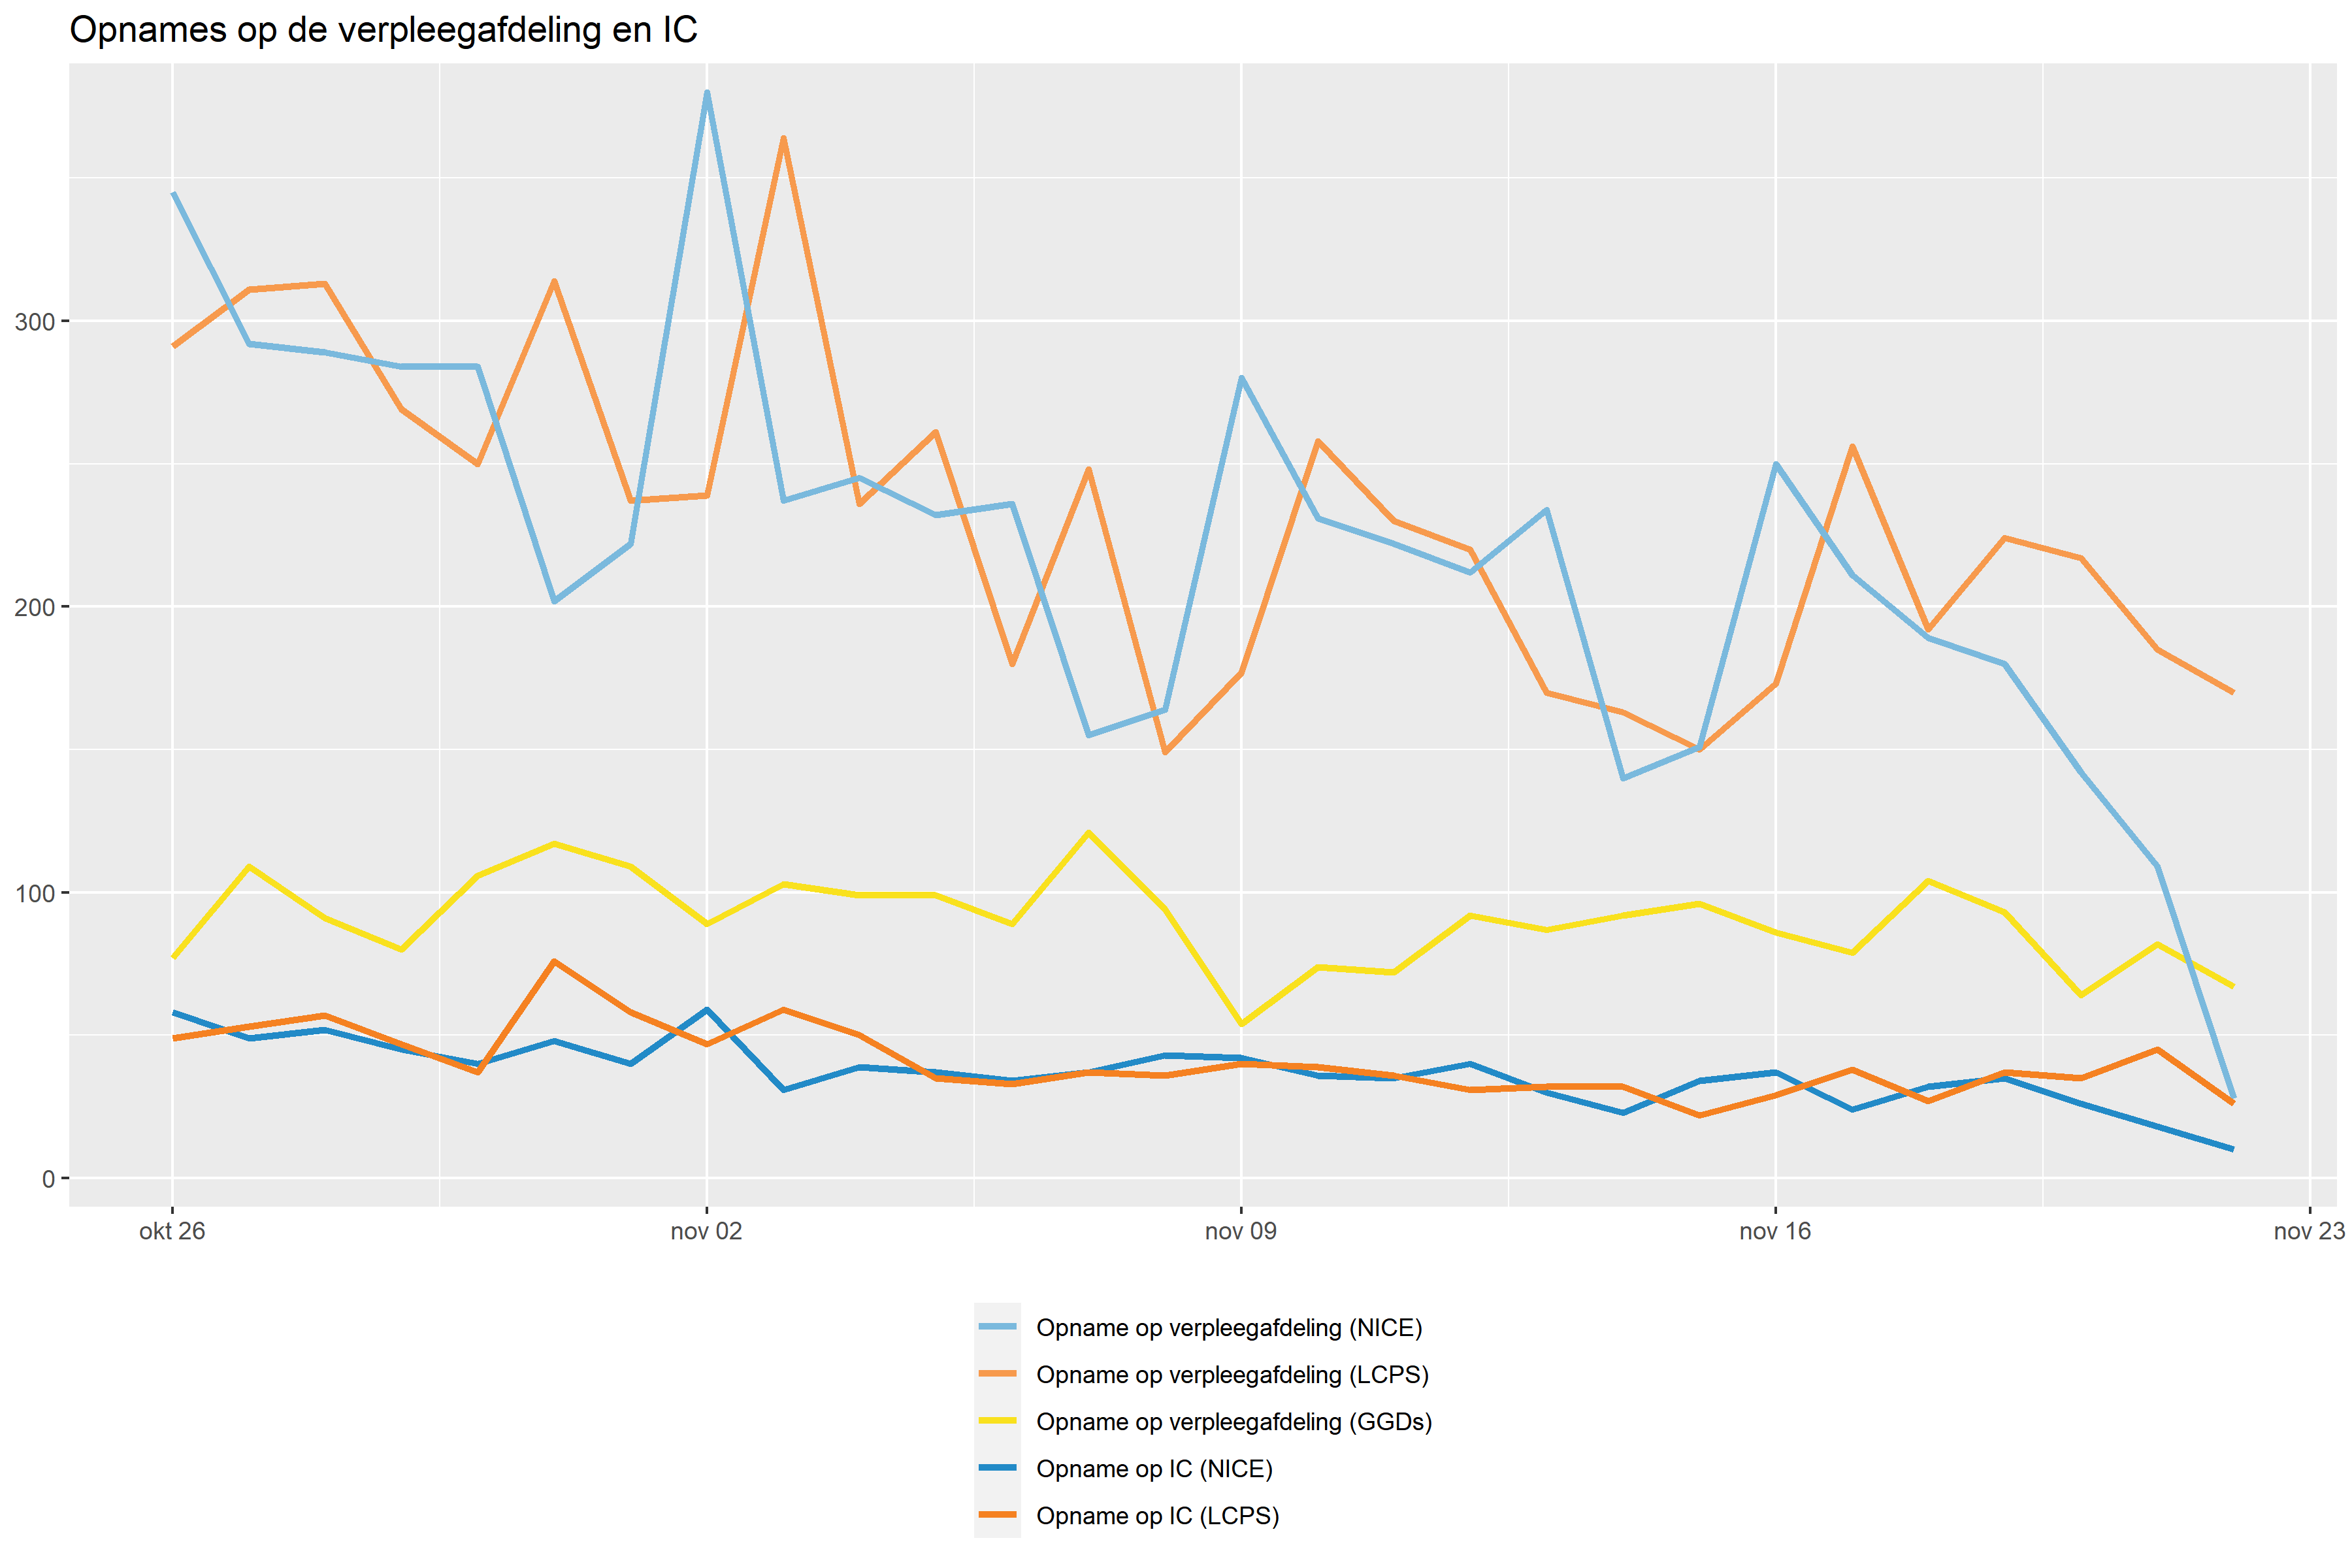 Opnames op de verpleegafdeling en IC
300
200
100
0
okt 26 nov 02 nov 09 nov 16 nov 23
Opname op verpleegafdeling (NICE)
Opname op verpleegafdeling (LCPS)
Opname op verpleegafdeling (GGDs)
Opname op IC (NICE)
Opname op IC (LCPS)